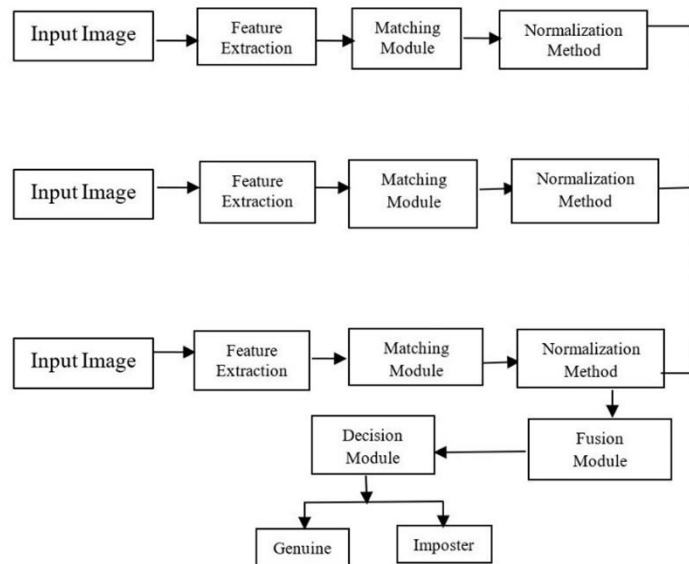 Input Image
Feature
Extraction
Matching
Module
Normalization
Method
Input Image
Feature
Extraction
Matching
Module
Normalization
Method
Input Image
Feature
Extraction
Matching
Module
Normalization
Method
Decision
Module
Fusion
Module
Genuine
Imposter